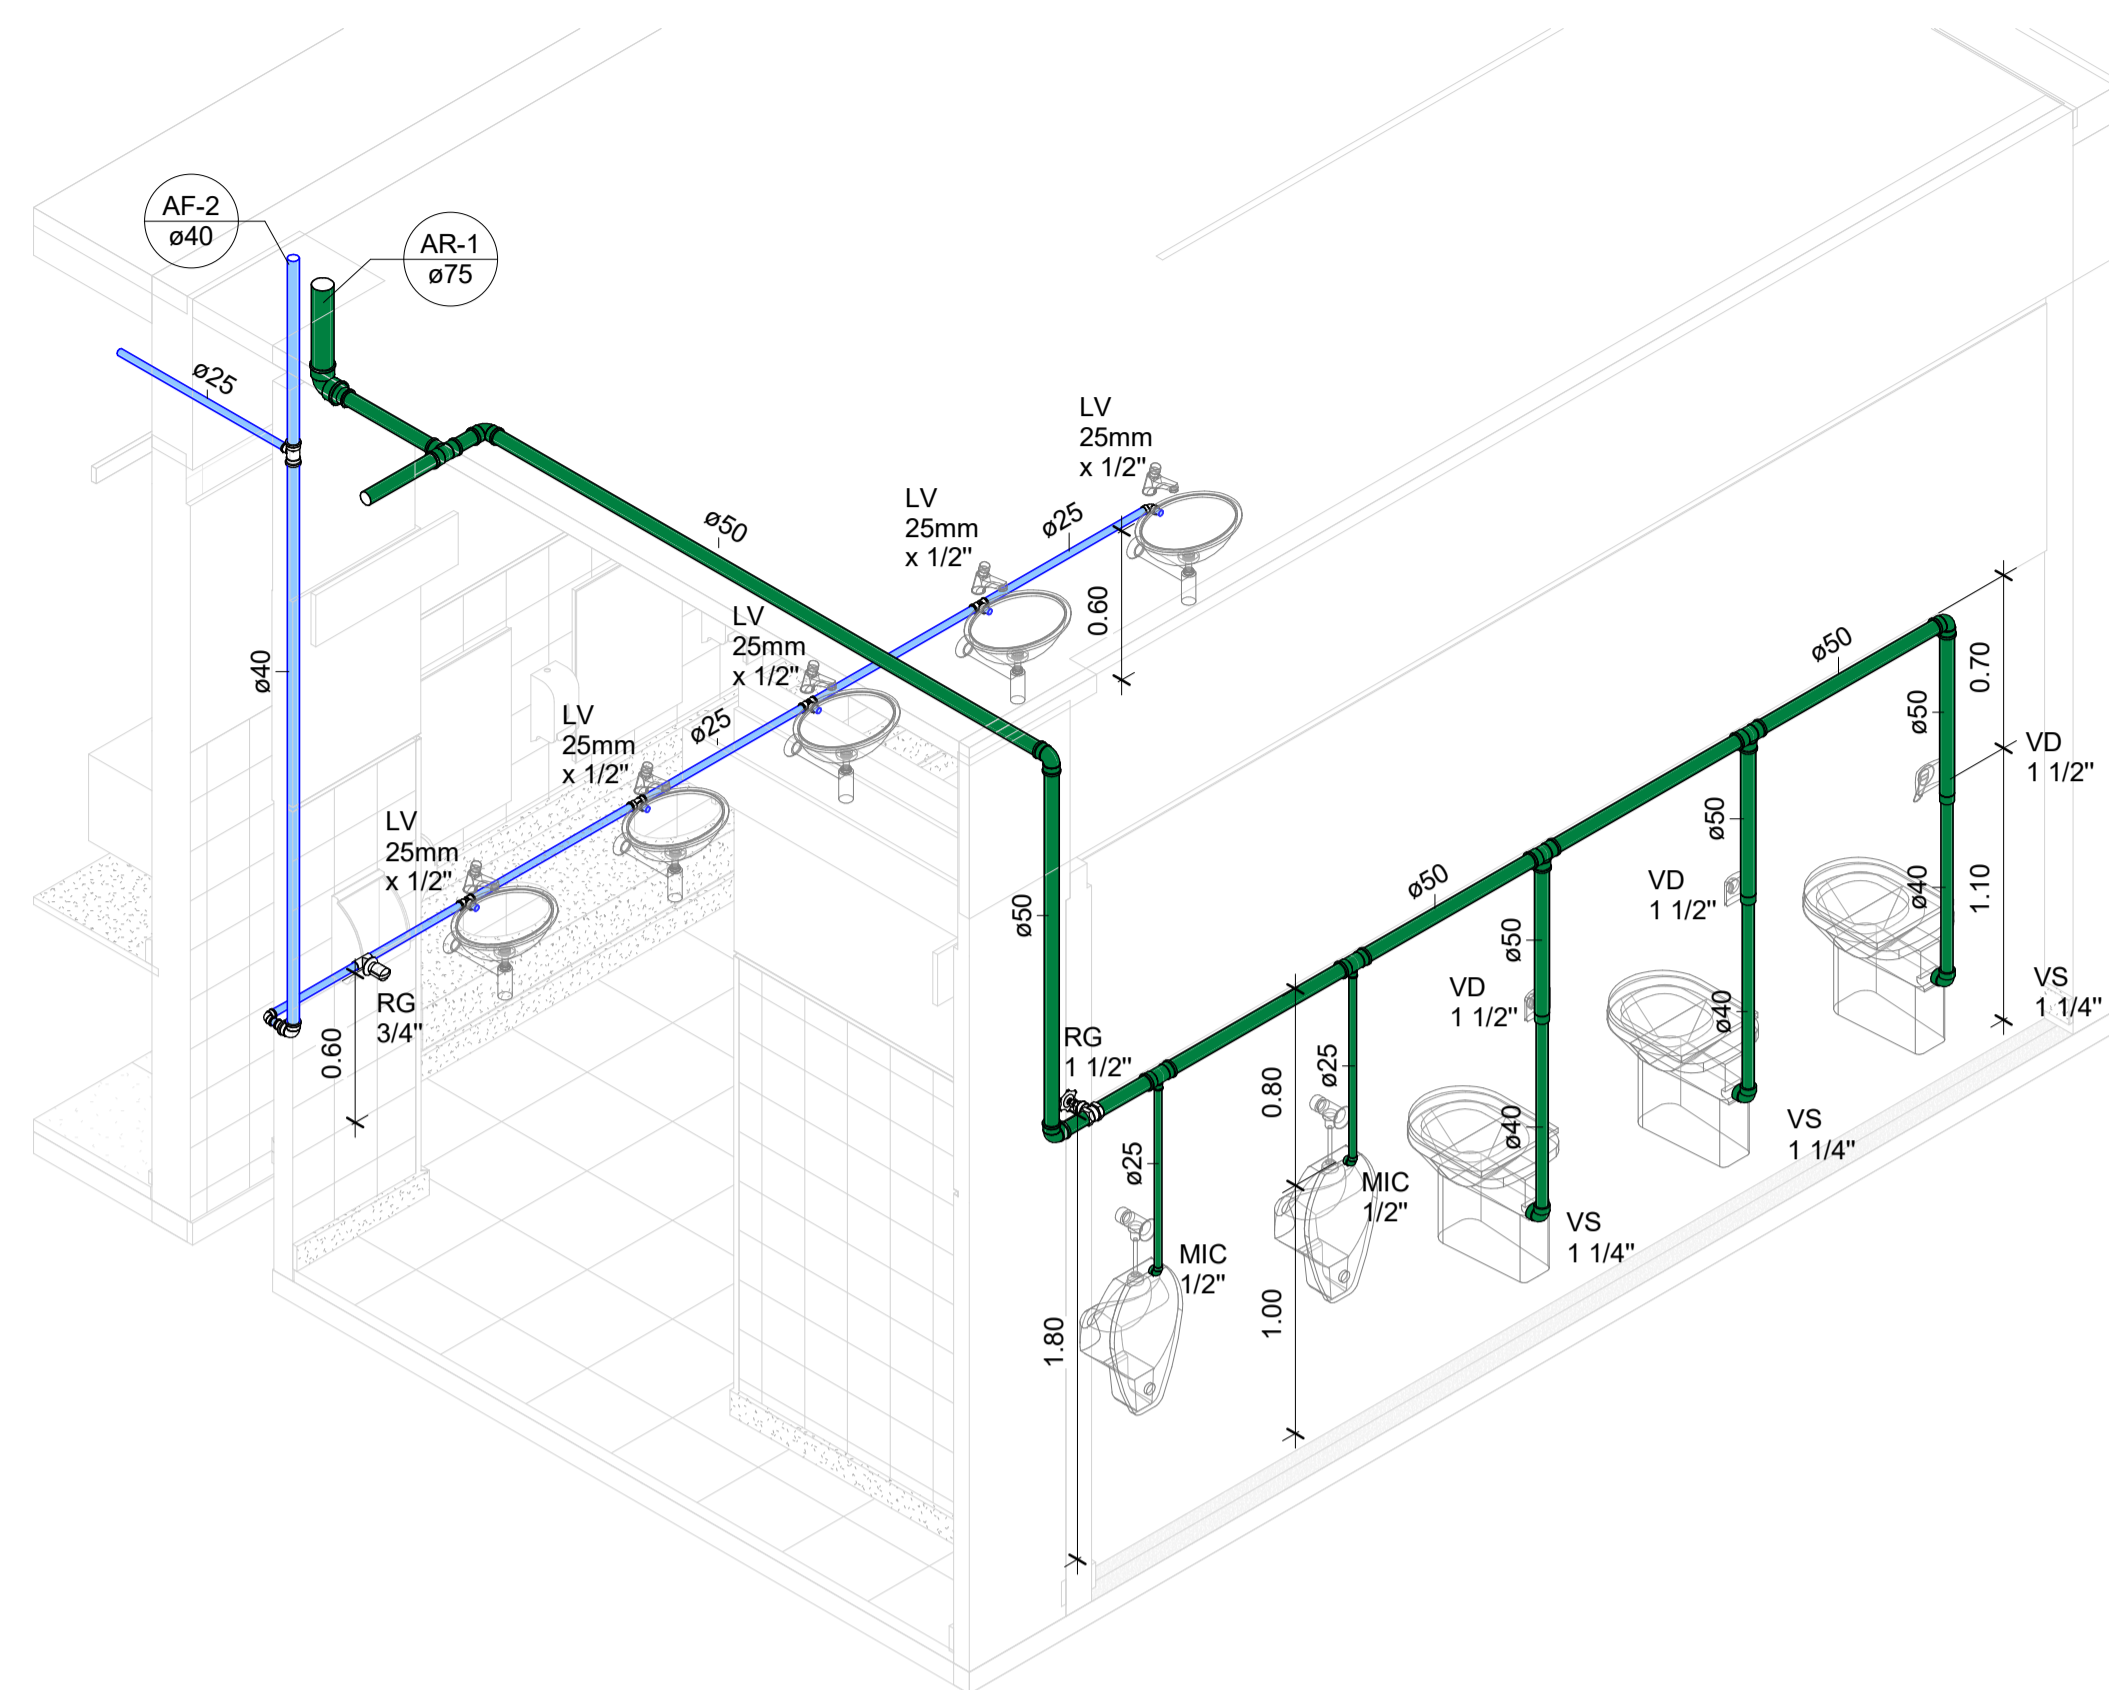 AF-2
ø40
AR-1
ø75
ø25
LV
25mm
x 1/2"
LV
25mm
x 1/2"
ø25
ø50
0.60
LV
25mm
x 1/2"
ø40
LV
25mm
x 1/2"
ø25
LV
25mm
x 1/2"
RG
3/4"
0.60
ø50
ø50
0.70
ø50
VD
1 1/2"
ø50
VD
1 1/2"
ø40
1.10
ø50
ø50
VD
1 1/2"
ø40
VS
1 1/4"
RG
1 1/2"
0.80
ø25
ø40
VS
1 1/4"
ø25
MIC
1/2"
VS
1 1/4"
MIC
1/2"
1.00
1.80